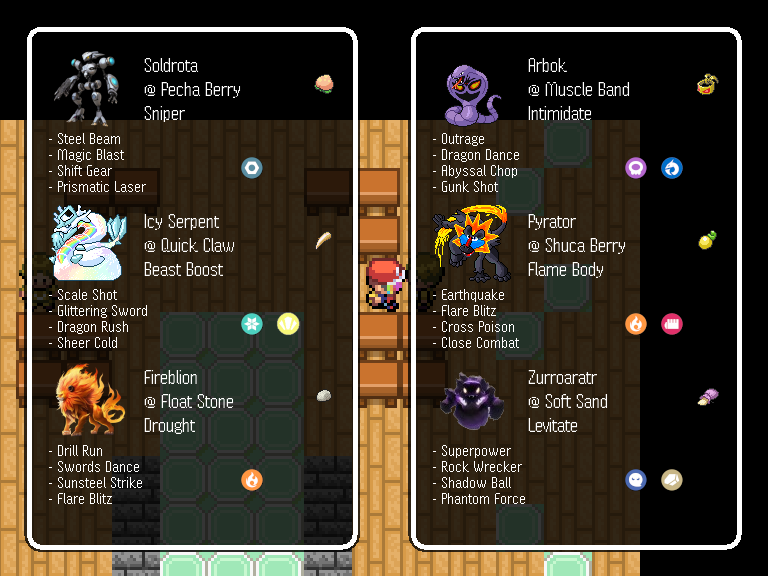 Soldrota
@ Pecha Berry
Sniper
- Steel Beam
- Magic Blast
- Shift Gear
- Prismatic Laser
Icy Serpent
@ Quick Claw
Beast Boost
- Scale Shot
- Glittering Sword
- Dragon Rush
- Sheer Cold
Fireblion
@ Float Stone
Drought
- Drill Run
- Swords Dance
- Sunsteel Strike
- Flare Blitz
Arbok
@ Muscle Band
Intimidate
- Outrage
- Dragon Dance
- Abyssal Chop
- Gunk Shot
Pyrator
@ Shuca Berry
Flame Body
- Earthquake
- Flare Blitz
- Cross Poison
- Close Combat
Zurroaratr
@ Soft Sand
Levitate
- Superpower
- Rock Wrecker
- Shadow Ball
- Phantom Force